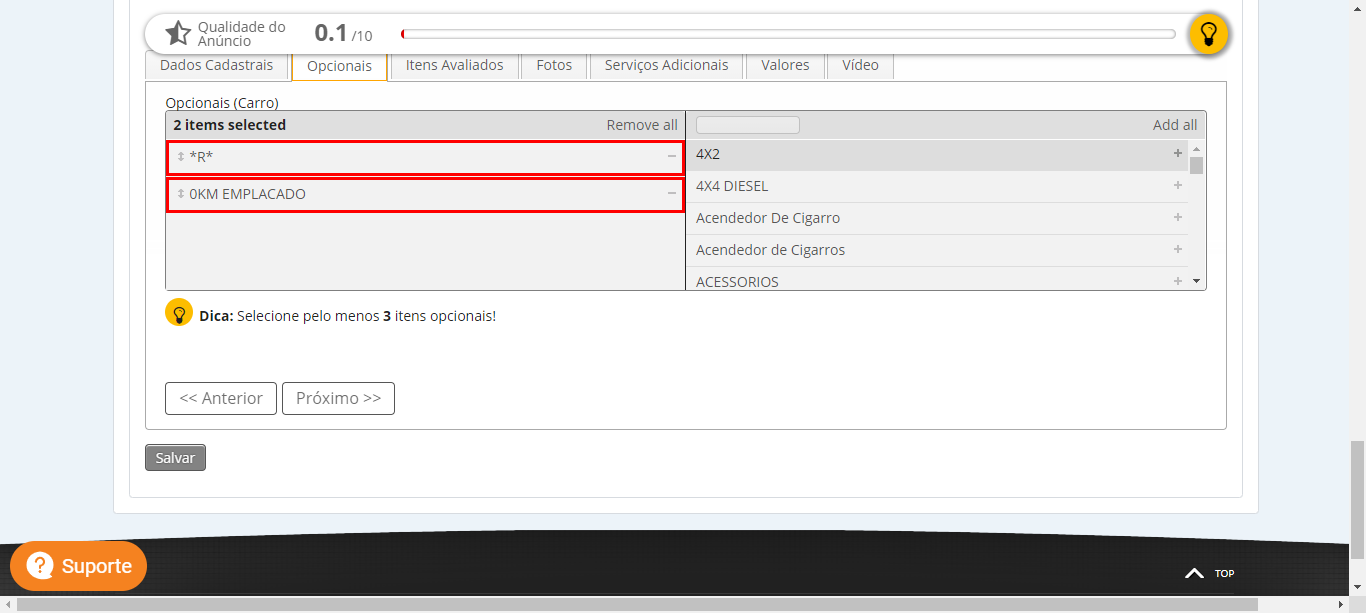 Qualidade do
Anúncio
0.1 /10
Dados Cadastrais
Opcionais
Itens Avaliados
Fotos
Serviços Adicionais
Valores
Vídeo
Opcionais (Carro)
2 items selected
Remove all
Add all
*R*
0KM EMPLACADO
4X2
4X4 DIESEL
Acendedor De Cigarro
Acendedor de Cigarros
ACESSORIOS
Dica: Selecione pelo menos 3 itens opcionais!
<< Anterior
Próximo >>
Salvar
? Suporte
TOP